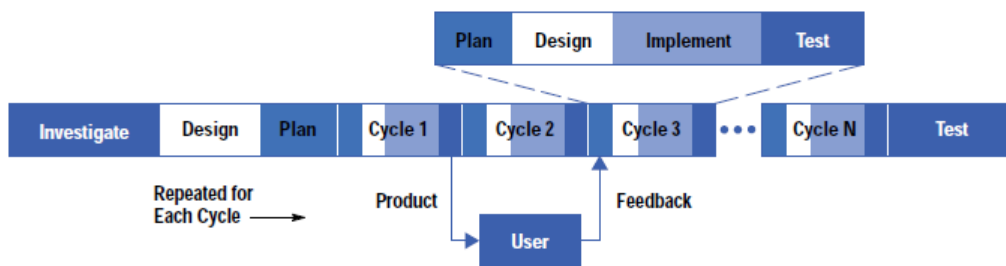 Plan Design Implement Test
Investigate Design Plan Cycle 1 Cycle 2 Cycle 3 Cycle N Test
Repeated for
Each Cycle
Product
Feedback
User